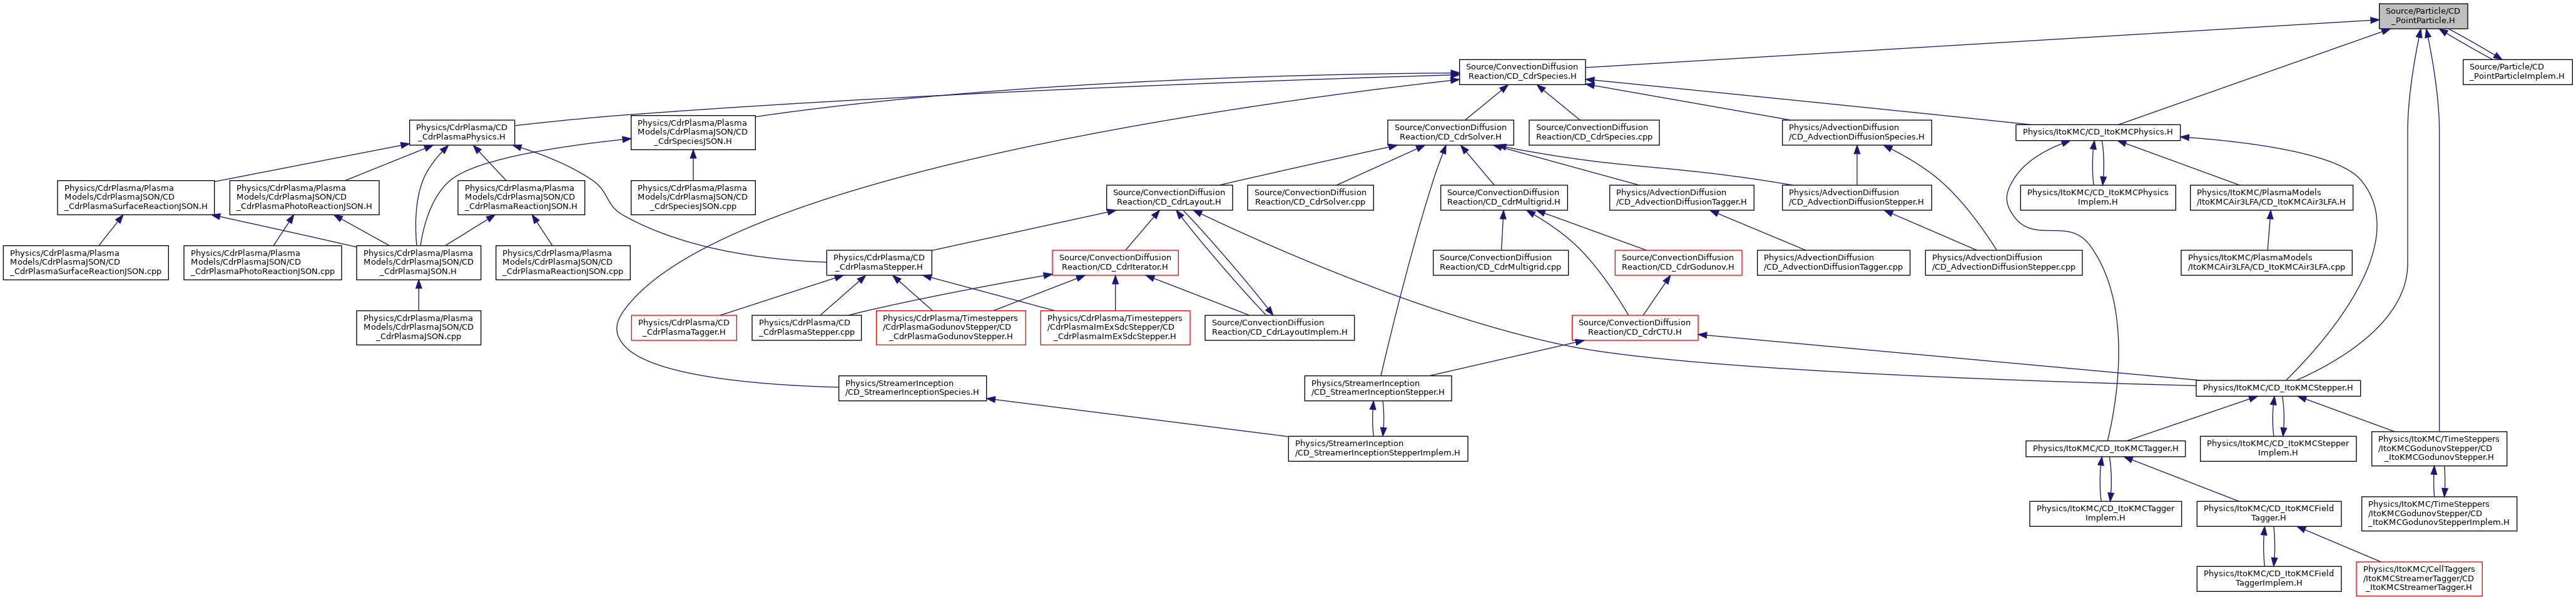 Source/Particle/CD
_PointParticle.H
Source/ConvectionDiffusion
Reaction/CD_CdrSpecies.H
Source/Particle/CD
_PointParticleImplem.H
Physics/CdrPlasma/CD
_CdrPlasmaPhysics.H
Physics/CdrPlasma/Plasma
Models/CdrPlasmaJSON/CD
_CdrSpeciesJSON.H
Source/ConvectionDiffusion
Reaction/CD_CdrSolver.H
Source/ConvectionDiffusion
Reaction/CD_CdrSpecies.cpp
Physics/AdvectionDiffusion
/CD_AdvectionDiffusionSpecies.H
Physics/ItoKMC/CD_ItoKMCPhysics.H
Physics/CdrPlasma/Plasma
Models/CdrPlasmaJSON/CD
_CdrPlasmaSurfaceReactionJSON.H
Physics/CdrPlasma/Plasma
Models/CdrPlasmaJSON/CD
_CdrPlasmaPhotoReactionJSON.H
Physics/CdrPlasma/Plasma
Models/CdrPlasmaJSON/CD
_CdrPlasmaReactionJSON.H
Physics/CdrPlasma/Plasma
Models/CdrPlasmaJSON/CD
_CdrSpeciesJSON.cpp
Source/ConvectionDiffusion
Reaction/CD_CdrLayout.H
Source/ConvectionDiffusion
Reaction/CD_CdrSolver.cpp
Source/ConvectionDiffusion
Reaction/CD_CdrMultigrid.H
Physics/AdvectionDiffusion
/CD_AdvectionDiffusionTagger.H
Physics/AdvectionDiffusion
/CD_AdvectionDiffusionStepper.H
Physics/ItoKMC/CD_ItoKMCPhysics
Implem.H
Physics/ItoKMC/PlasmaModels
/ItoKMCAir3LFA/CD_ItoKMCAir3LFA.H
Physics/CdrPlasma/Plasma
Models/CdrPlasmaJSON/CD
_CdrPlasmaSurfaceReactionJSON.cpp
Physics/CdrPlasma/Plasma
Models/CdrPlasmaJSON/CD
_CdrPlasmaPhotoReactionJSON.cpp
Physics/CdrPlasma/Plasma
Models/CdrPlasmaJSON/CD
_CdrPlasmaJSON.H
Physics/CdrPlasma/Plasma
Models/CdrPlasmaJSON/CD
_CdrPlasmaReactionJSON.cpp
Physics/CdrPlasma/CD
_CdrPlasmaStepper.H
Source/ConvectionDiffusion
Reaction/CD_CdrIterator.H
Source/ConvectionDiffusion
Reaction/CD_CdrMultigrid.cpp
Source/ConvectionDiffusion
Reaction/CD_CdrGodunov.H
Physics/AdvectionDiffusion
/CD_AdvectionDiffusionTagger.cpp
Physics/AdvectionDiffusion
/CD_AdvectionDiffusionStepper.cpp
Physics/ItoKMC/PlasmaModels
/ItoKMCAir3LFA/CD_ItoKMCAir3LFA.cpp
Physics/CdrPlasma/Plasma
Models/CdrPlasmaJSON/CD
_CdrPlasmaJSON.cpp
Physics/CdrPlasma/CD
_CdrPlasmaTagger.H
Physics/CdrPlasma/CD
_CdrPlasmaStepper.cpp
Physics/CdrPlasma/Timesteppers
/CdrPlasmaGodunovStepper/CD
_CdrPlasmaGodunovStepper.H
Physics/CdrPlasma/Timesteppers
/CdrPlasmaImExSdcStepper/CD
_CdrPlasmaImExSdcStepper.H
Source/ConvectionDiffusion
Reaction/CD_CdrLayoutImplem.H
Source/ConvectionDiffusion
Reaction/CD_CdrCTU.H
Physics/StreamerInception
/CD_StreamerInceptionSpecies.H
Physics/StreamerInception
/CD_StreamerInceptionStepper.H
Physics/ItoKMC/CD_ItoKMCStepper.H
Physics/StreamerInception
/CD_StreamerInceptionStepperImplem.H
Physics/ItoKMC/CD_ItoKMCTagger.H
Physics/ItoKMC/CD_ItoKMCStepper
Implem.H
Physics/ItoKMC/TimeSteppers
/ItoKMCGodunovStepper/CD
_ItoKMCGodunovStepper.H
Physics/ItoKMC/CD_ItoKMCTagger
Implem.H
Physics/ItoKMC/CD_ItoKMCField
Tagger.H
Physics/ItoKMC/TimeSteppers
/ItoKMCGodunovStepper/CD
_ItoKMCGodunovStepperImplem.H
Physics/ItoKMC/CD_ItoKMCField
TaggerImplem.H
Physics/ItoKMC/CellTaggers
/ItoKMCStreamerTagger/CD
_ItoKMCStreamerTagger.H